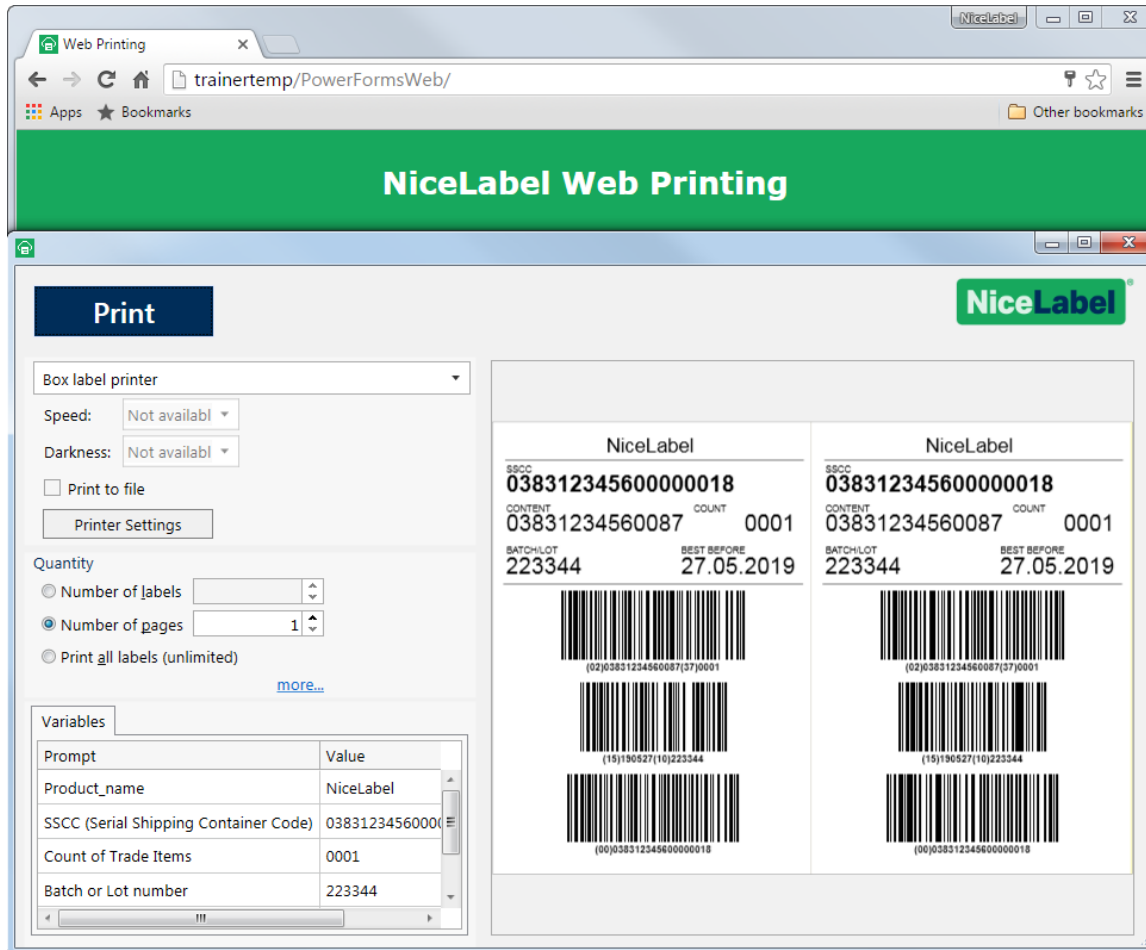 NiceLabel
Web Printing
trainertemp/PowerFormsWeb/
Apps Bookmarks Other bookmarks
NiceLabel Web Printing
Print
NiceLabel®
Box label printer
Speed: Not availabl
Darkness: Not availabl
Print to file
Printer Settings
Quantity
Number of labels
Number of pages 1
Print all labels (unlimited)
more...
Variables
Prompt Value
Product_name NiceLabel
SSCC (Serial Shipping Container Code) 03831234560000
Count of Trade Items 0001
Batch or Lot number 223344
NiceLabel
SSCC
038312345600000018
CONTENT COUNT
03831234560087 0001
BATCH/LOT BEST BEFORE
223344 27.05.2019
(02)03831234560087(37)0001
(15)190527(10)223344
(00)038312345600000018
NiceLabel
SSCC
038312345600000018
CONTENT COUNT
03831234560087 0001
BATCH/LOT BEST BEFORE
223344 27.05.2019
(02)03831234560087(37)0001
(15)190527(10)223344
(00)038312345600000018